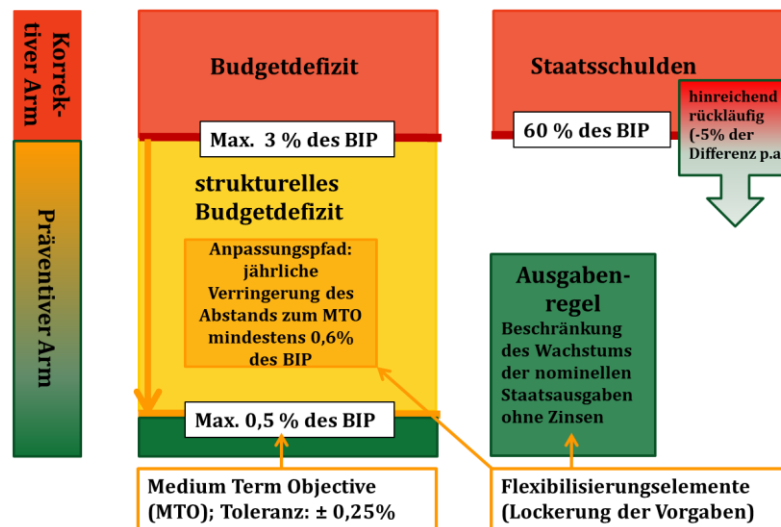 Korrek-
tiver Arm
Präventiver Arm
Budgetdefizit
Max. 3 % des BIP
strukturelles
Budgetdefizit
Anpassungspfad:
jährliche
Verringerung des
Abstands zum MTO
mindestens 0,6%
des BIP
Max. 0,5 % des BIP
Medium Term Objective
(MTO); Toleranz: ± 0,25%
Staatsschulden
60 % des BIP
hinreichend
rückläufig
(-5% der
Differenz p.a
Ausgaben-
regel
Beschränkung
des Wachstums
der nominellen
Staatsausgaben
ohne Zinsen
Flexibilisierungselemente
(Lockerung der Vorgaben)